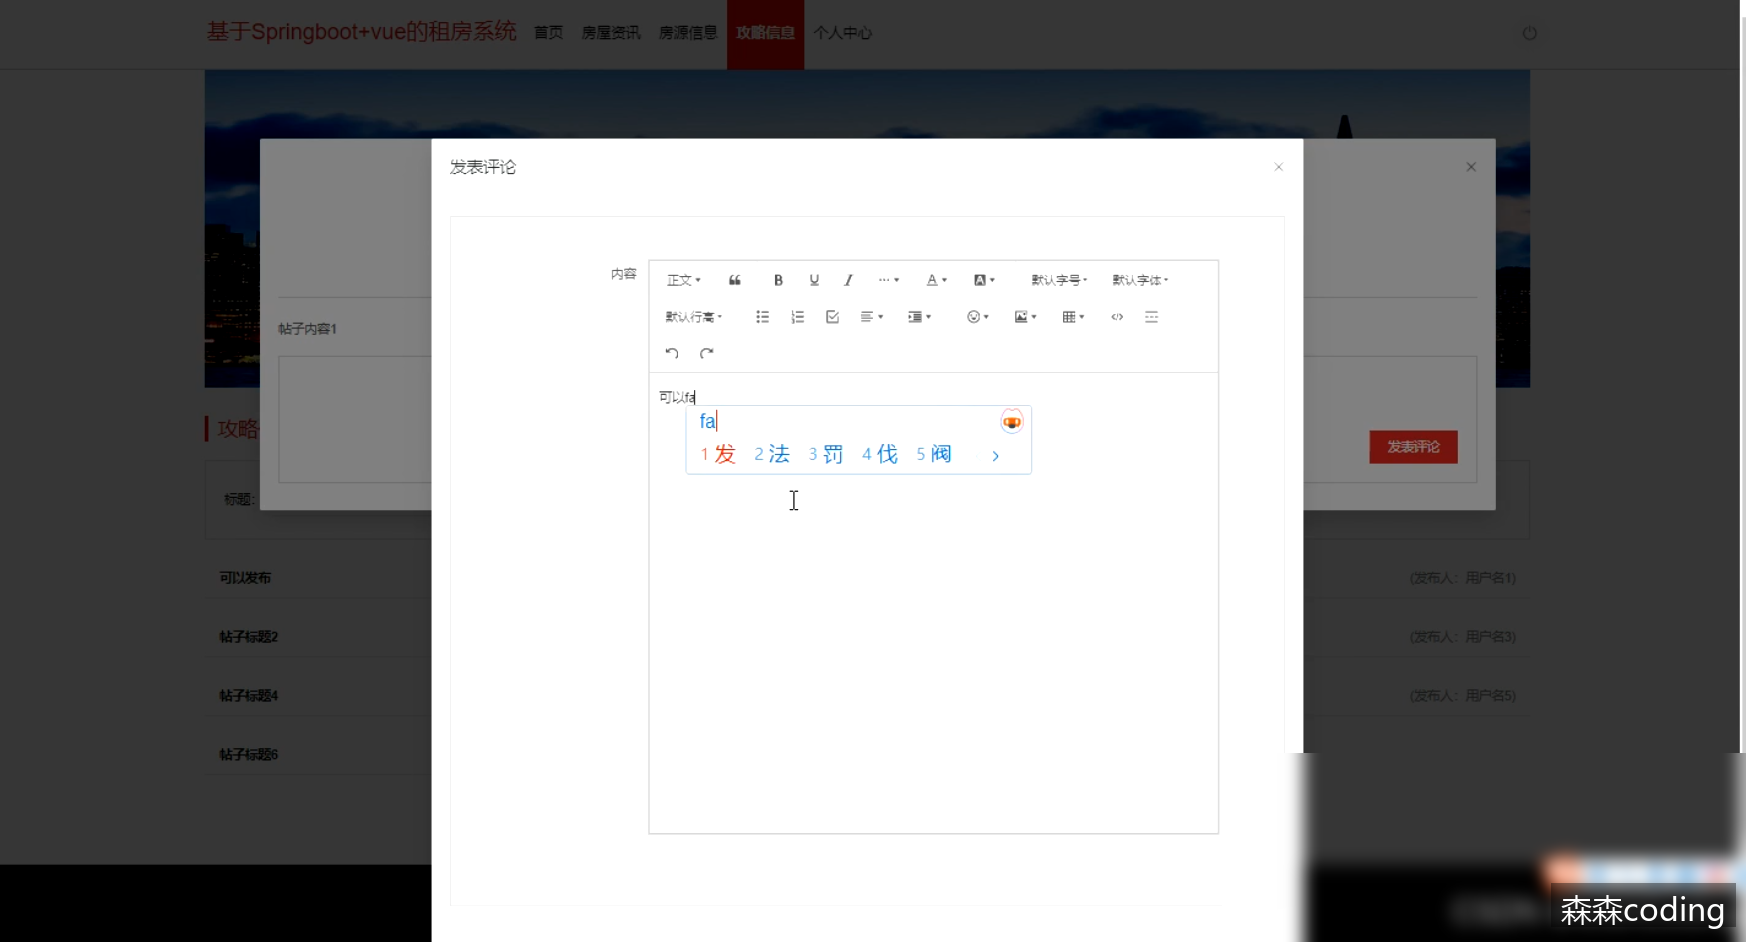 基于Springboot+vue的租房系统 首页 房屋资讯 房源信息 攻略信息 个人中心
发表评论
内容 正文 B U I ... A A 默认字号 默认字体
默认行高
帖子内容1
可以fa
fa
1 发 2 法 3 罚 4 伐 5 阀
攻略
发表评论
标题:
可以发布 (发布人：用户名1)
帖子标题2 (发布人：用户名3)
帖子标题4 (发布人：用户名5)
帖子标题6
森森coding